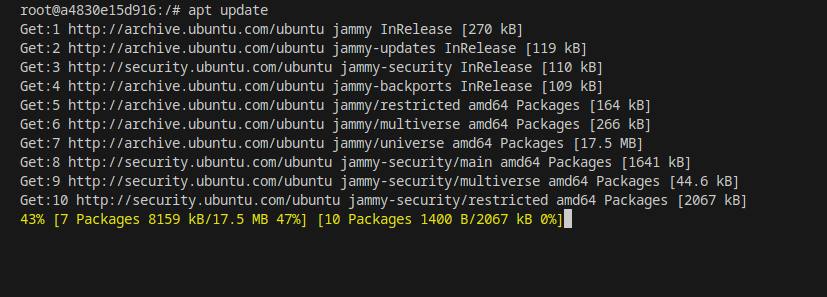 root@a4830e15d916:/# apt update
Get:1 http://archive.ubuntu.com/ubuntu jammy InRelease [270 kB]
Get:2 http://archive.ubuntu.com/ubuntu jammy-updates InRelease [119 kB]
Get:3 http://security.ubuntu.com/ubuntu jammy-security InRelease [110 kB]
Get:4 http://archive.ubuntu.com/ubuntu jammy-backports InRelease [109 kB]
Get:5 http://archive.ubuntu.com/ubuntu jammy/restricted amd64 Packages [164 kB]
Get:6 http://archive.ubuntu.com/ubuntu jammy/multiverse amd64 Packages [266 kB]
Get:7 http://archive.ubuntu.com/ubuntu jammy/universe amd64 Packages [17.5 MB]
Get:8 http://security.ubuntu.com/ubuntu jammy-security/main amd64 Packages [1641 kB]
Get:9 http://security.ubuntu.com/ubuntu jammy-security/multiverse amd64 Packages [44.6 kB]
Get:10 http://security.ubuntu.com/ubuntu jammy-security/restricted amd64 Packages [2067 kB]
43% [7 Packages 8159 kB/17.5 MB 47%] [10 Packages 1400 B/2067 kB 0%]